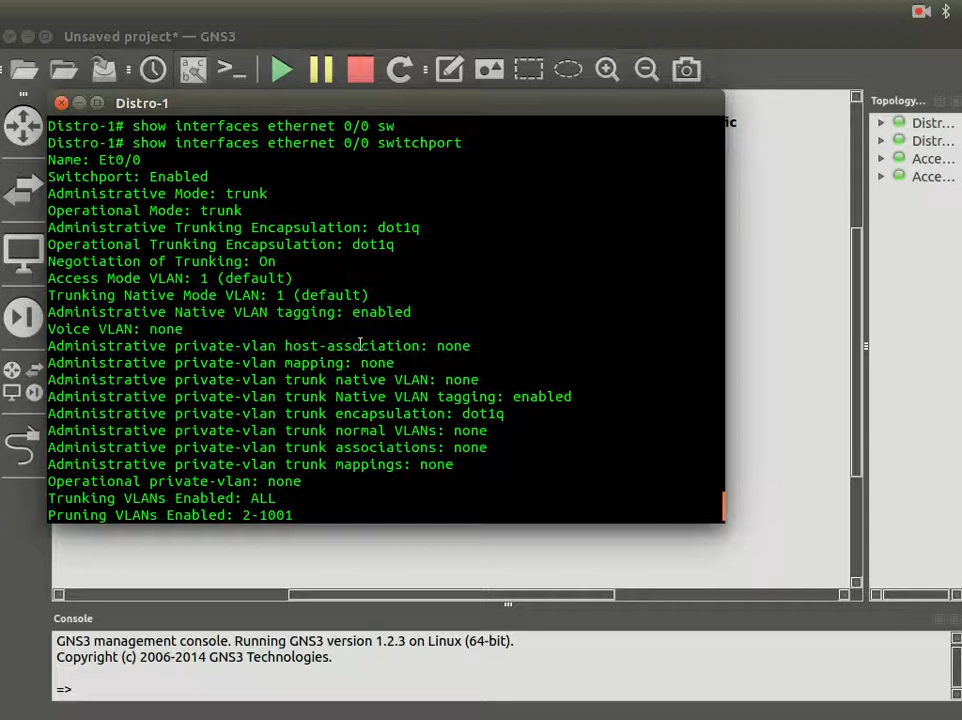 Unsaved project* — GNS3
a b
c
>_
Distro-1
Topology...
Distr...
Distr...
Acce...
Acce...
ic
Distro-1# show interfaces ethernet 0/0 sw
Distro-1# show interfaces ethernet 0/0 switchport
Name: Et0/0
Switchport: Enabled
Administrative Mode: trunk
Operational Mode: trunk
Administrative Trunking Encapsulation: dot1q
Operational Trunking Encapsulation: dot1q
Negotiation of Trunking: On
Access Mode VLAN: 1 (default)
Trunking Native Mode VLAN: 1 (default)
Administrative Native VLAN tagging: enabled
Voice VLAN: none
Administrative private-vlan host-association: none
Administrative private-vlan mapping: none
Administrative private-vlan trunk native VLAN: none
Administrative private-vlan trunk Native VLAN tagging: enabled
Administrative private-vlan trunk encapsulation: dot1q
Administrative private-vlan trunk normal VLANs: none
Administrative private-vlan trunk associations: none
Administrative private-vlan trunk mappings: none
Operational private-vlan: none
Trunking VLANs Enabled: ALL
Pruning VLANs Enabled: 2-1001
Console
GNS3 management console. Running GNS3 version 1.2.3 on Linux (64-bit).
Copyright (c) 2006-2014 GNS3 Technologies.
=>